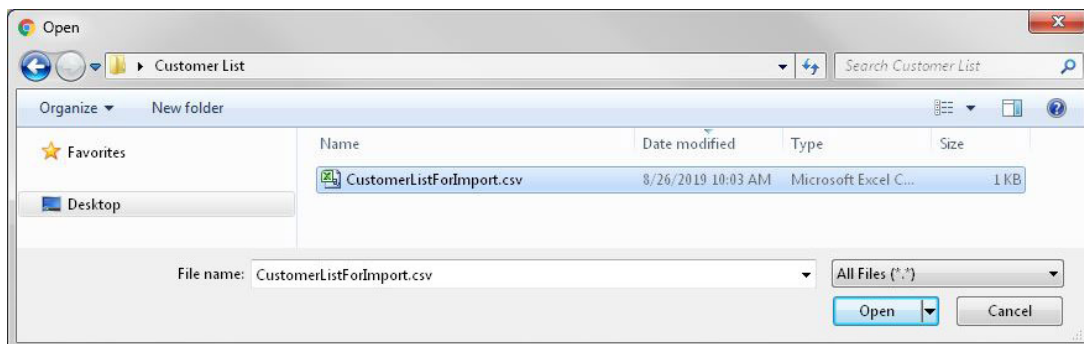 Open
Customer List
Search Customer List
Organize New folder
Favorites
Desktop
Name Date modified Type Size
CustomerListForImport.csv 8/26/2019 10:03 AM Microsoft Excel C... 1 KB
File name: CustomerListForImport.csv All Files (*.*)
Open Cancel